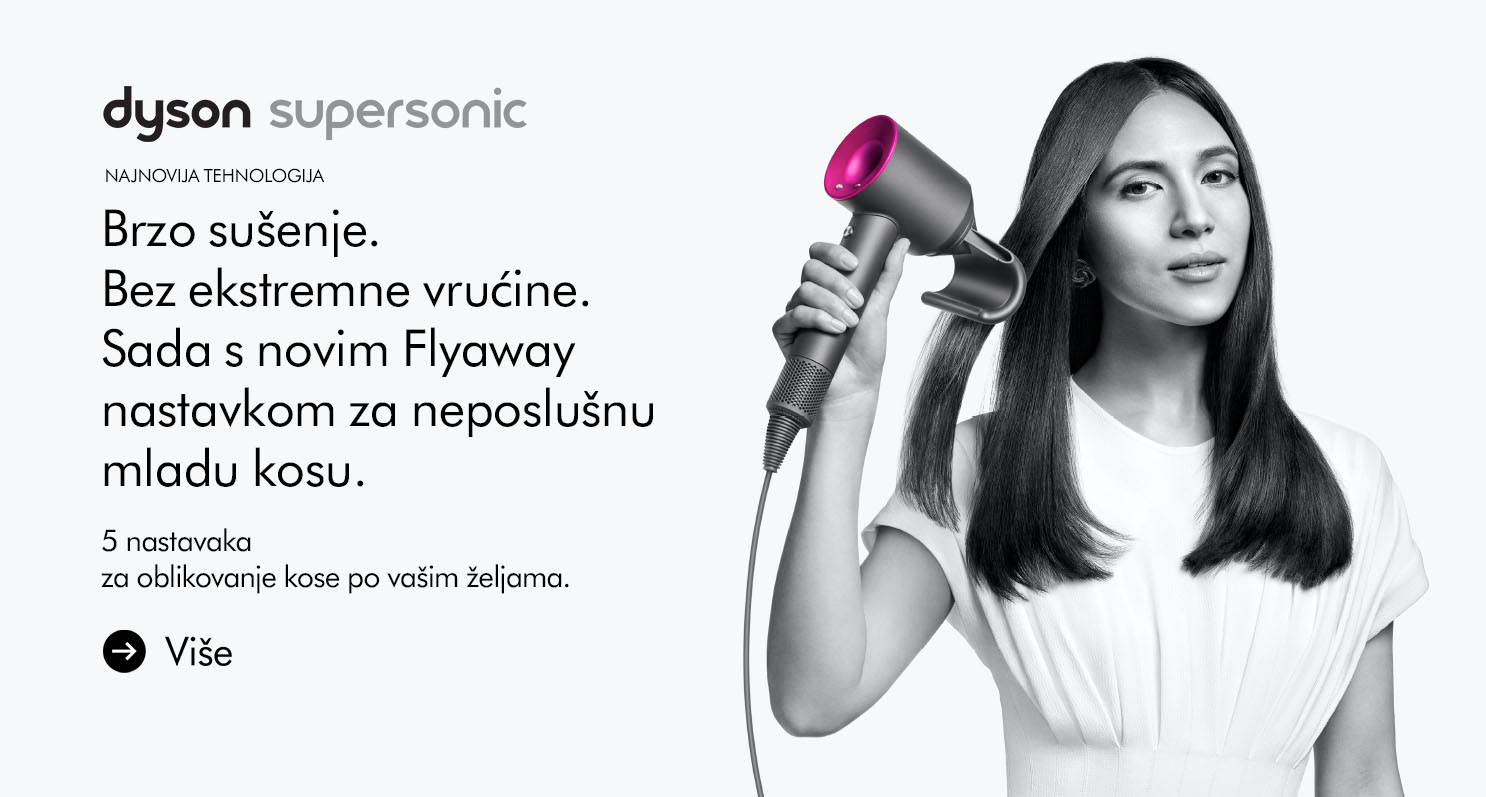 dyson supersonic
NAJNOVIJA TEHNOLOGIJA
Brzo sušenje.
Bez ekstremne vrućine.
Sada s novim Flyaway
nastavkom za neposlušnu
mladu kosu.
5 nastavaka
za oblikovanje kose po vašim željama.
Više